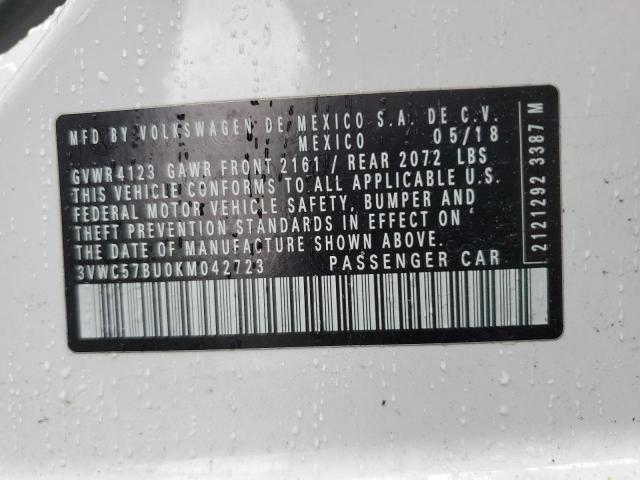 MFD BY VOLKSWAGEN DE MEXICO S.A. DE C.V.
MEXICO 05/18
GVWR4123 GAWR FRONT 2161/ REAR 2072 LBS
THIS VEHICLE CONFORMS TO ALL APPLICABLE U.S.
FEDERAL MOTOR VEHICLE SAFETY, BUMPER AND
THEFT PREVENTION STANDARDS IN EFFECT ON
THE DATE OF MANUFACTURE SHOWN ABOVE.
3VWC57BU0KM042723 PASSENGER CAR
2121292 3387 M